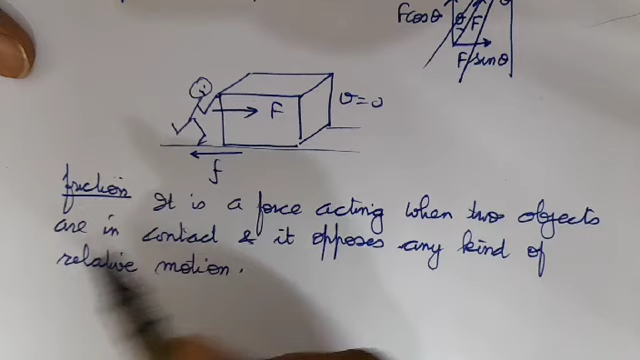 Fcosθ
θ
F
F sinθ
F
v=0
f
friction It is a force acting when two objects
are in contact & it opposes any kind of
relative motion.